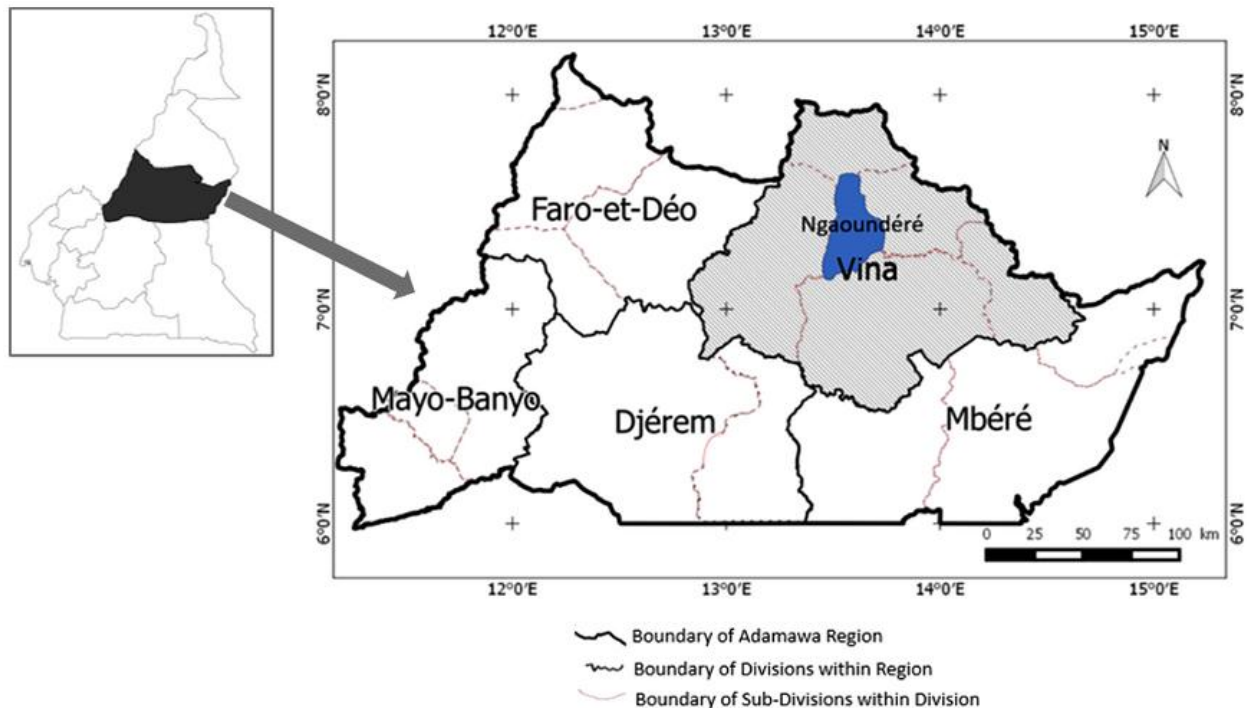 12°0'E 13°0'E 14°0'E 15°0'E
8°0'N 8°0'N
N
Faro-et-Déo
Ngaoundéré
Vina
7°0'N 7°0'N
Mayo-Banyo
Djérem
Mbéré
6°0'N 6°0'N
0 25 50 75 100 km
12°0'E 13°0'E 14°0'E 15°0'E
Boundary of Adamawa Region
Boundary of Divisions within Region
Boundary of Sub-Divisions within Division